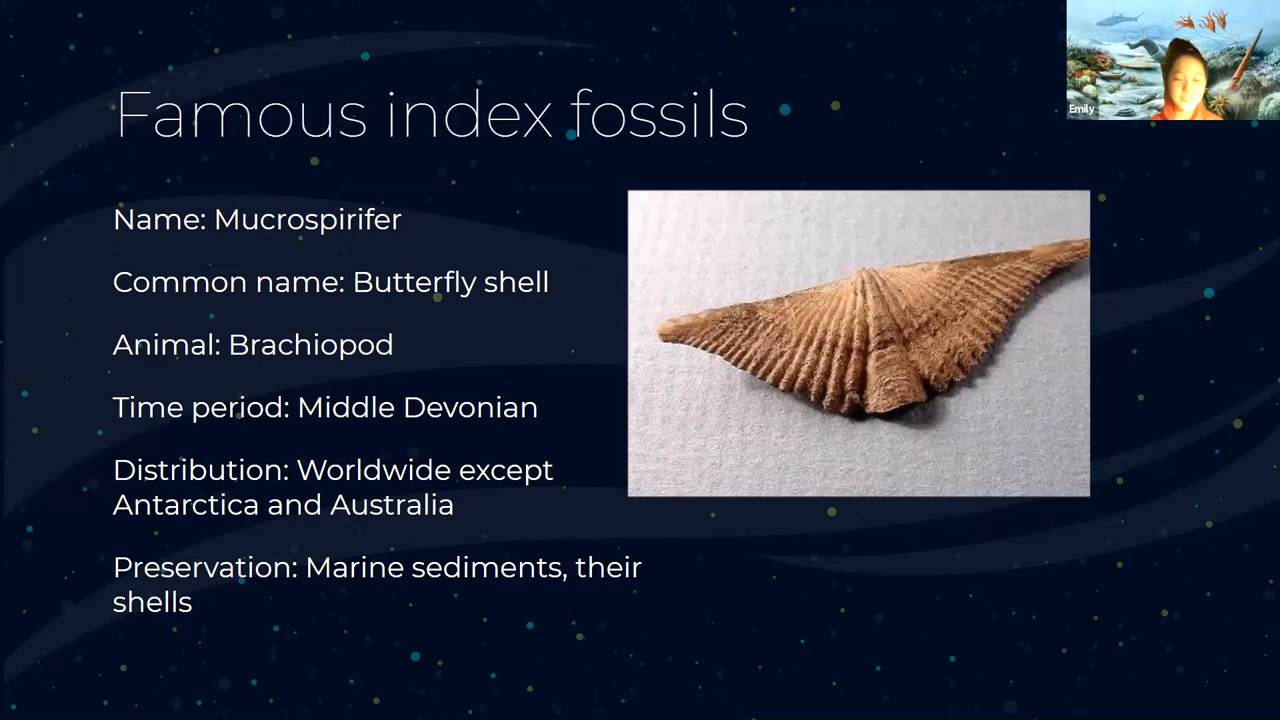 Famous index fossils
Emily
Name: Mucrospirifer
Common name: Butterfly shell
Animal: Brachiopod
Time period: Middle Devonian
Distribution: Worldwide except
Antarctica and Australia
Preservation: Marine sediments, their
shells